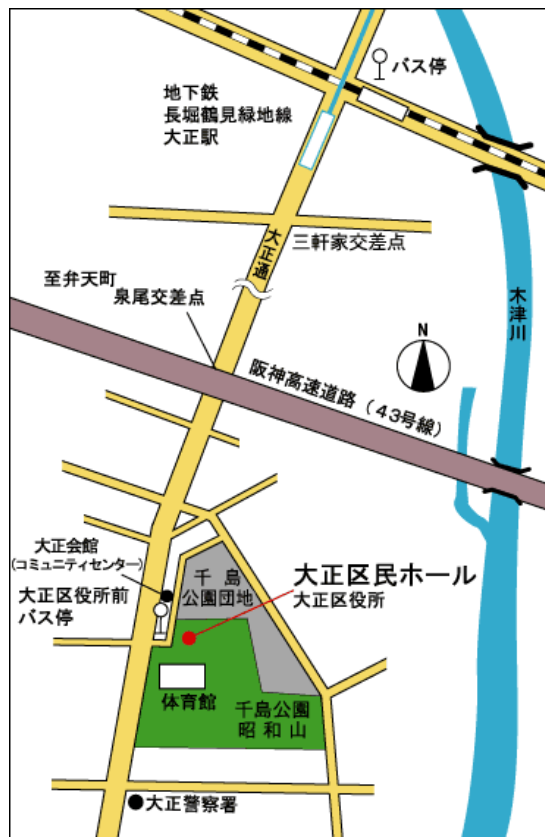 バス停
地下鉄
長堀鶴見緑地線
大正駅
大正通
三軒家交差点
至弁天町
泉尾交差点
木津川
N
阪神高速道路(43号線)
大正会館
(コミュニティセンター)
大正区役所前
バス停
千島
公園団地
大正区民ホール
大正区役所
体育館
千島公園
昭和山
大正警察署